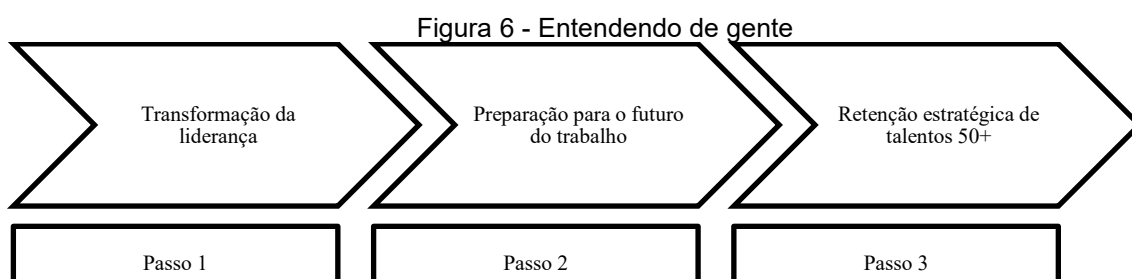 Figura 6 - Entendendo de gente
Transformação da
liderança
Preparação para o futuro
do trabalho
Retenção estratégica de
talentos 50+
Passo 1
Passo 2
Passo 3